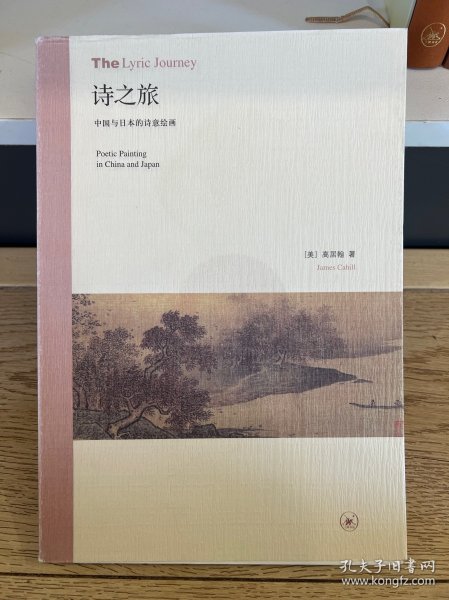 The Lyric Journey
诗之旅
中国与日本的诗意绘画
Poetic Painting
in China and Japan
[美] 高居翰 著
James Cahill
孔夫子旧书网
www.kongfz.com